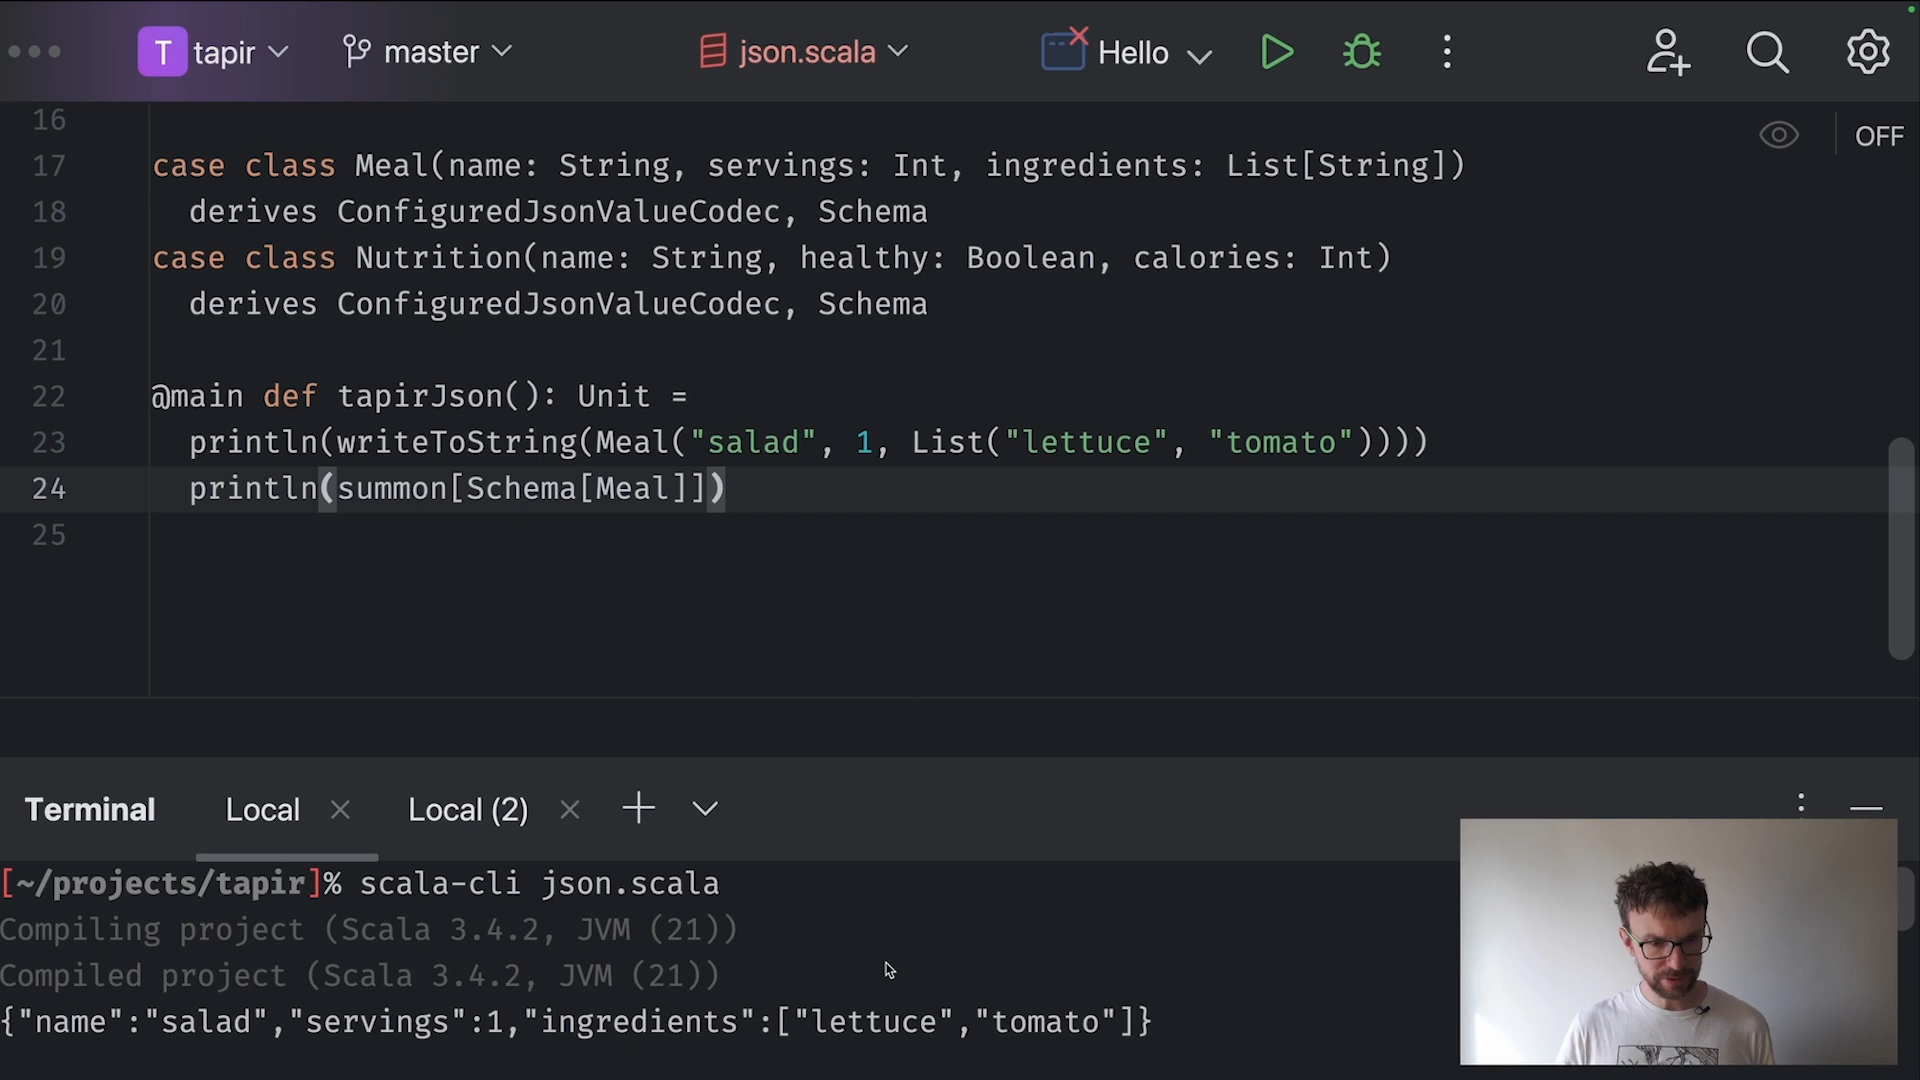 T tapir master json.scala Hello
OFF
16
17 case class Meal(name: String, servings: Int, ingredients: List[String])
18 derives ConfiguredJsonValueCodec, Schema
19 case class Nutrition(name: String, healthy: Boolean, calories: Int)
20 derives ConfiguredJsonValueCodec, Schema
21
22 @main def tapirJson(): Unit =
23 println(writeToString(Meal("salad", 1, List("lettuce", "tomato"))))
24 println(summon[Schema[Meal]])
25
Terminal Local Local (2)
[~/projects/tapir]% scala-cli json.scala
Compiling project (Scala 3.4.2, JVM (21))
Compiled project (Scala 3.4.2, JVM (21))
{"name":"salad","servings":1,"ingredients":["lettuce","tomato"]}